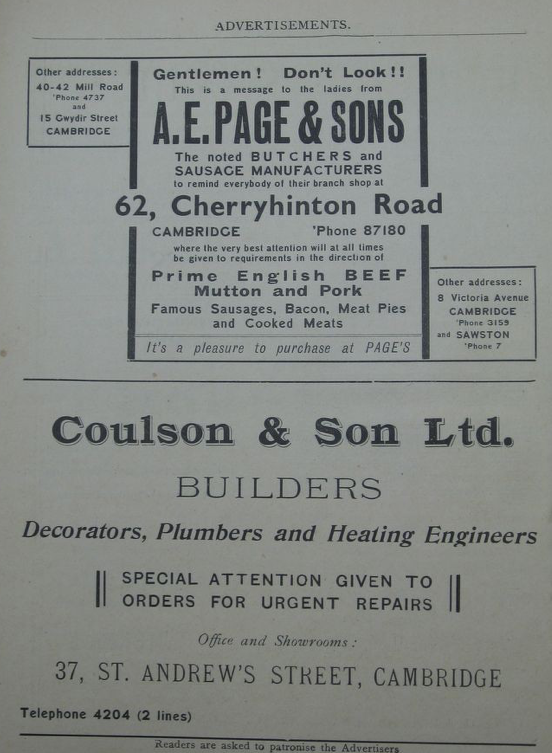 ADVERTISEMENTS.
Other addresses:
40-42 Mill Road
'Phone 4737
and
15 Gwydir Street
CAMBRIDGE
Gentlemen! Don't Look!!
This is a message to the ladies from
A.E. PAGE & SONS
The noted BUTCHERS and
SAUSAGE MANUFACTURERS
to remind everybody of their branch shop at
62, Cherryhinton Road
CAMBRIDGE 'Phone 87180
where the very best attention will at all times
be given to requirements in the direction of
Prime English BEEF
Mutton and Pork
Famous Sausages, Bacon, Meat Pies
and Cooked Meats
It's a pleasure to purchase at PAGE'S
Other addresses:
8 Victoria Avenue
CAMBRIDGE
'Phone 3159
and SAWSTON
'Phone 7
Coulson & Son Ltd.
BUILDERS
Decorators, Plumbers and Heating Engineers
SPECIAL ATTENTION GIVEN TO
ORDERS FOR URGENT REPAIRS
Office and Showrooms:
37, ST. ANDREW'S STREET, CAMBRIDGE
Telephone 4204 (2 lines)
Readers are asked to patronise the Advertisers